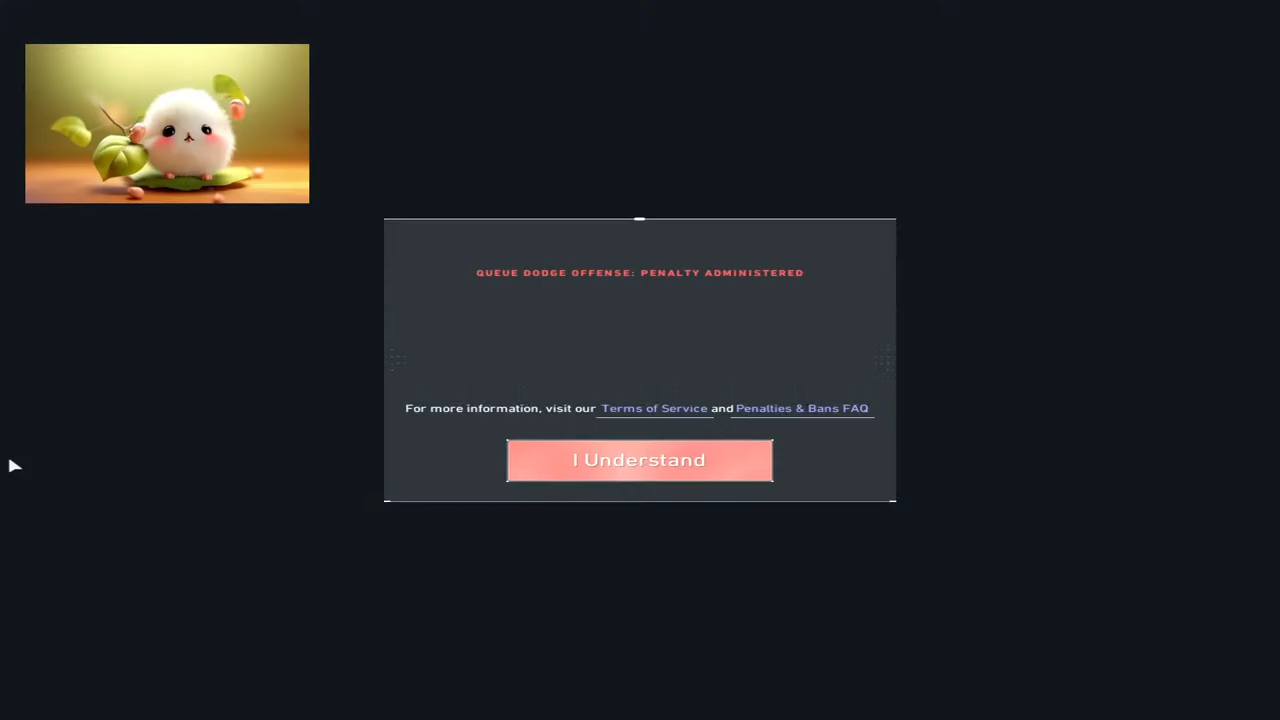 QUEUE DODGE OFFENSE: PENALTY ADMINISTERED
For more information, visit our Terms of Service and Penalties & Bans FAQ
I Understand